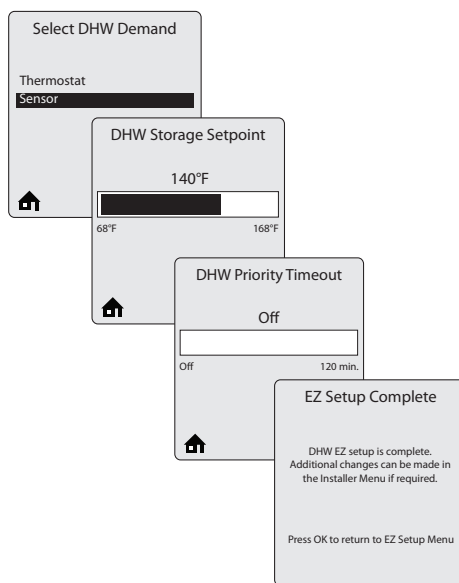 Select DHW Demand
Thermostat
Sensor
DHW Storage Setpoint
140°F
68°F 168°F
DHW Priority Timeout
Off
Off 120 min.
EZ Setup Complete
DHW EZ setup is complete.
Additional changes can be made in
the Installer Menu if required.
Press OK to return to EZ Setup Menu